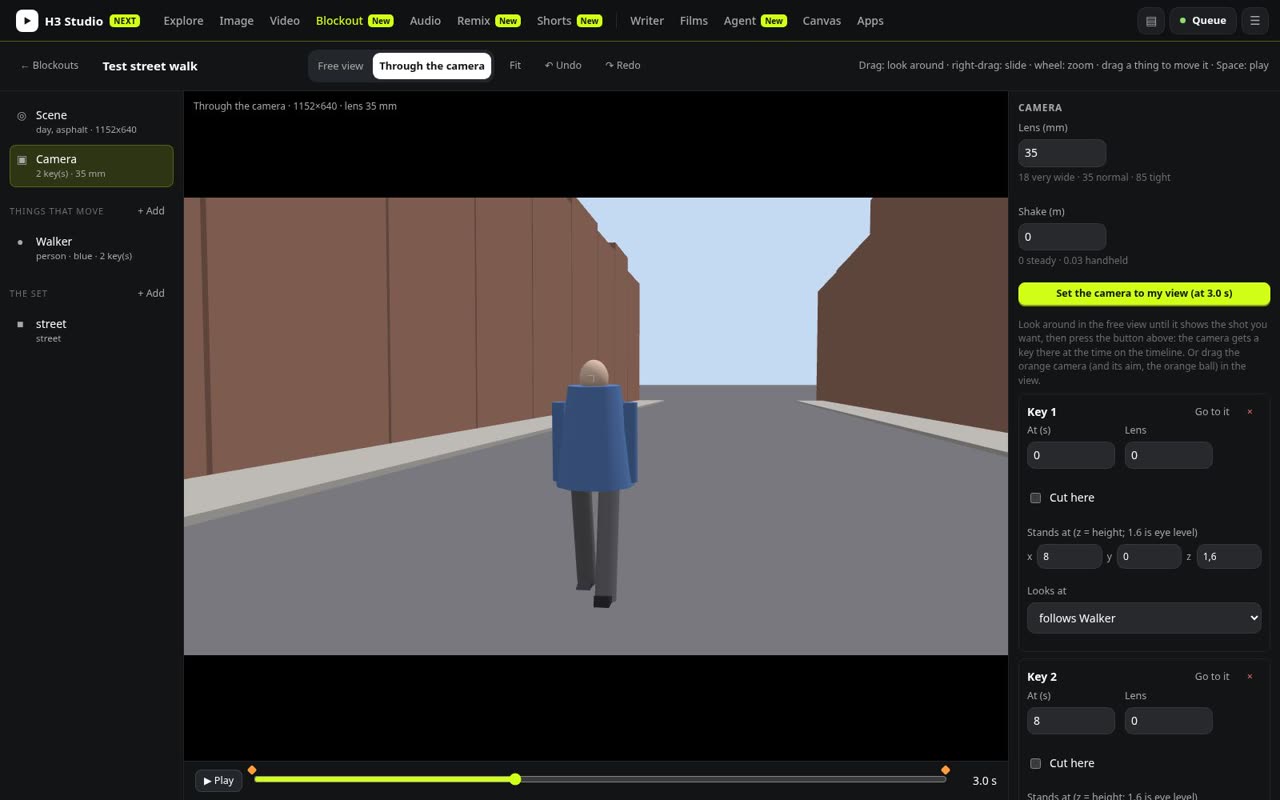 H3 Studio NEXT Explore Image Video Blockout New Audio Remix New Shorts New Writer Films Agent New Canvas Apps Queue
← Blockouts Test street walk Free view Through the camera Fit ↶ Undo ↷ Redo Drag: look around · right-drag: slide · wheel: zoom · drag a thing to move it · Space: play
Scene
day, asphalt · 1152x640
Camera
2 key(s) · 35 mm
THINGS THAT MOVE + Add
Walker
person · blue · 2 key(s)
THE SET + Add
street
street
Through the camera · 1152×640 · lens 35 mm
▶ Play 3.0 s
CAMERA
Lens (mm)
35
18 very wide · 35 normal · 85 tight
Shake (m)
0
0 steady · 0.03 handheld
Set the camera to my view (at 3.0 s)
Look around in the free view until it shows the shot you
want, then press the button above: the camera gets a
key there at the time on the timeline. Or drag the
orange camera (and its aim, the orange ball) in the
view.
Key 1 Go to it ×
At (s) Lens
0 0
Cut here
Stands at (z = height; 1.6 is eye level)
x 8 y 0 z 1,6
Looks at
follows Walker
Key 2 Go to it ×
At (s) Lens
8 0
Cut here
Stands at (z = height; 1.6 is eye level)